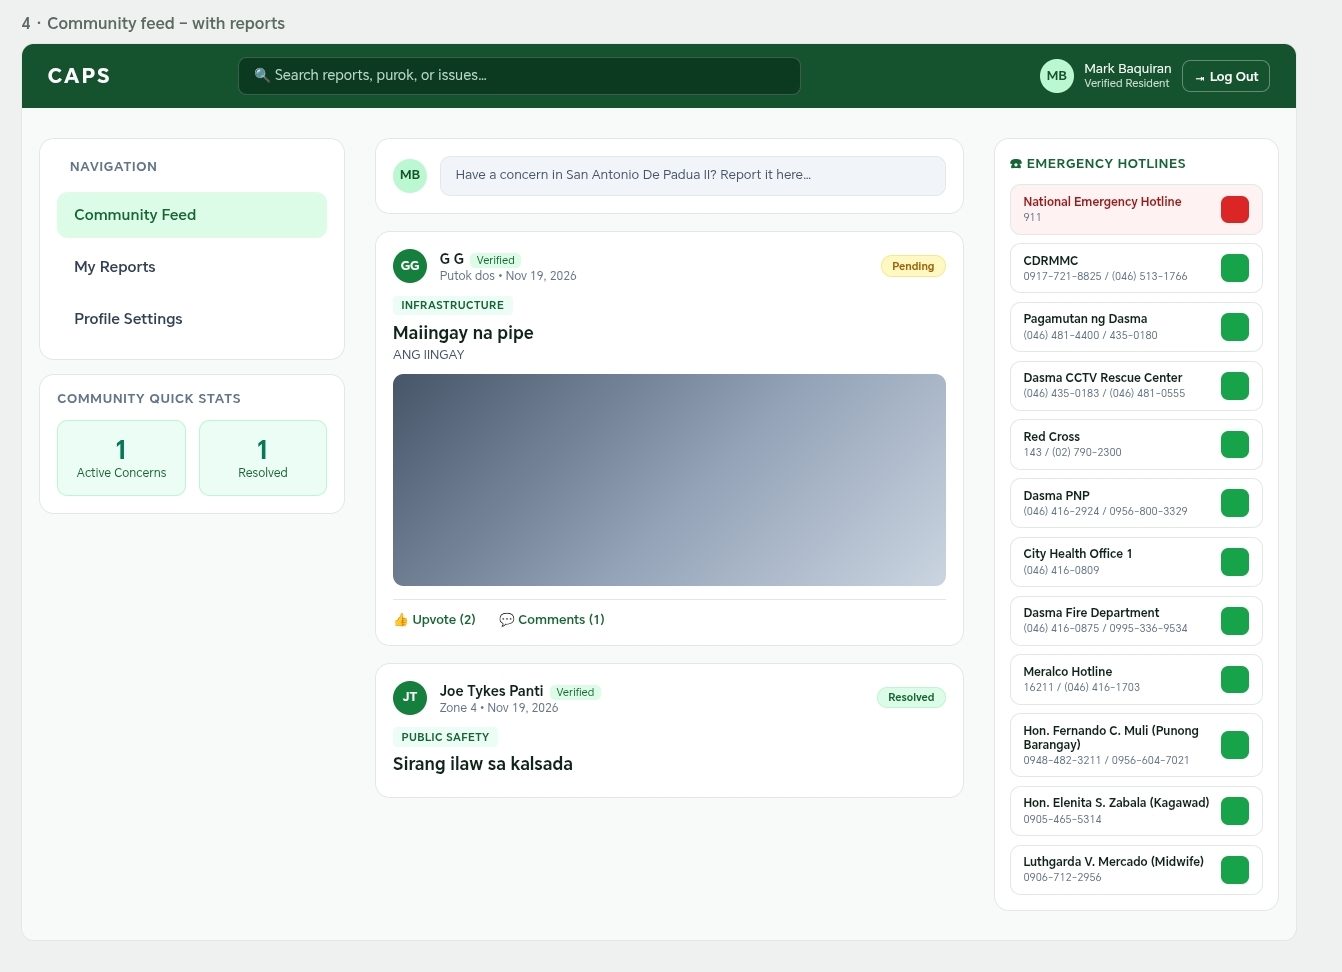 4 · Community feed – with reports
CAPS
🔍 Search reports, purok, or issues...
MB
Mark Baquiran
Verified Resident
⇥ Log Out
NAVIGATION
Community Feed
My Reports
Profile Settings
COMMUNITY QUICK STATS
1
Active Concerns
1
Resolved
MB
Have a concern in San Antonio De Padua II? Report it here...
GG
G G Verified
Putok dos • Nov 19, 2026
Pending
INFRASTRUCTURE
Maiingay na pipe
ANG IINGAY
👍 Upvote (2) 💬 Comments (1)
JT
Joe Tykes Panti Verified
Zone 4 • Nov 19, 2026
Resolved
PUBLIC SAFETY
Sirang ilaw sa kalsada
☎ EMERGENCY HOTLINES
National Emergency Hotline
911
CDRMMC
0917-721-8825 / (046) 513-1766
Pagamutan ng Dasma
(046) 481-4400 / 435-0180
Dasma CCTV Rescue Center
(046) 435-0183 / (046) 481-0555
Red Cross
143 / (02) 790-2300
Dasma PNP
(046) 416-2924 / 0956-800-3329
City Health Office 1
(046) 416-0809
Dasma Fire Department
(046) 416-0875 / 0995-336-9534
Meralco Hotline
16211 / (046) 416-1703
Hon. Fernando C. Muli (Punong
Barangay)
0948-482-3211 / 0956-604-7021
Hon. Elenita S. Zabala (Kagawad)
0905-465-5314
Luthgarda V. Mercado (Midwife)
0906-712-2956